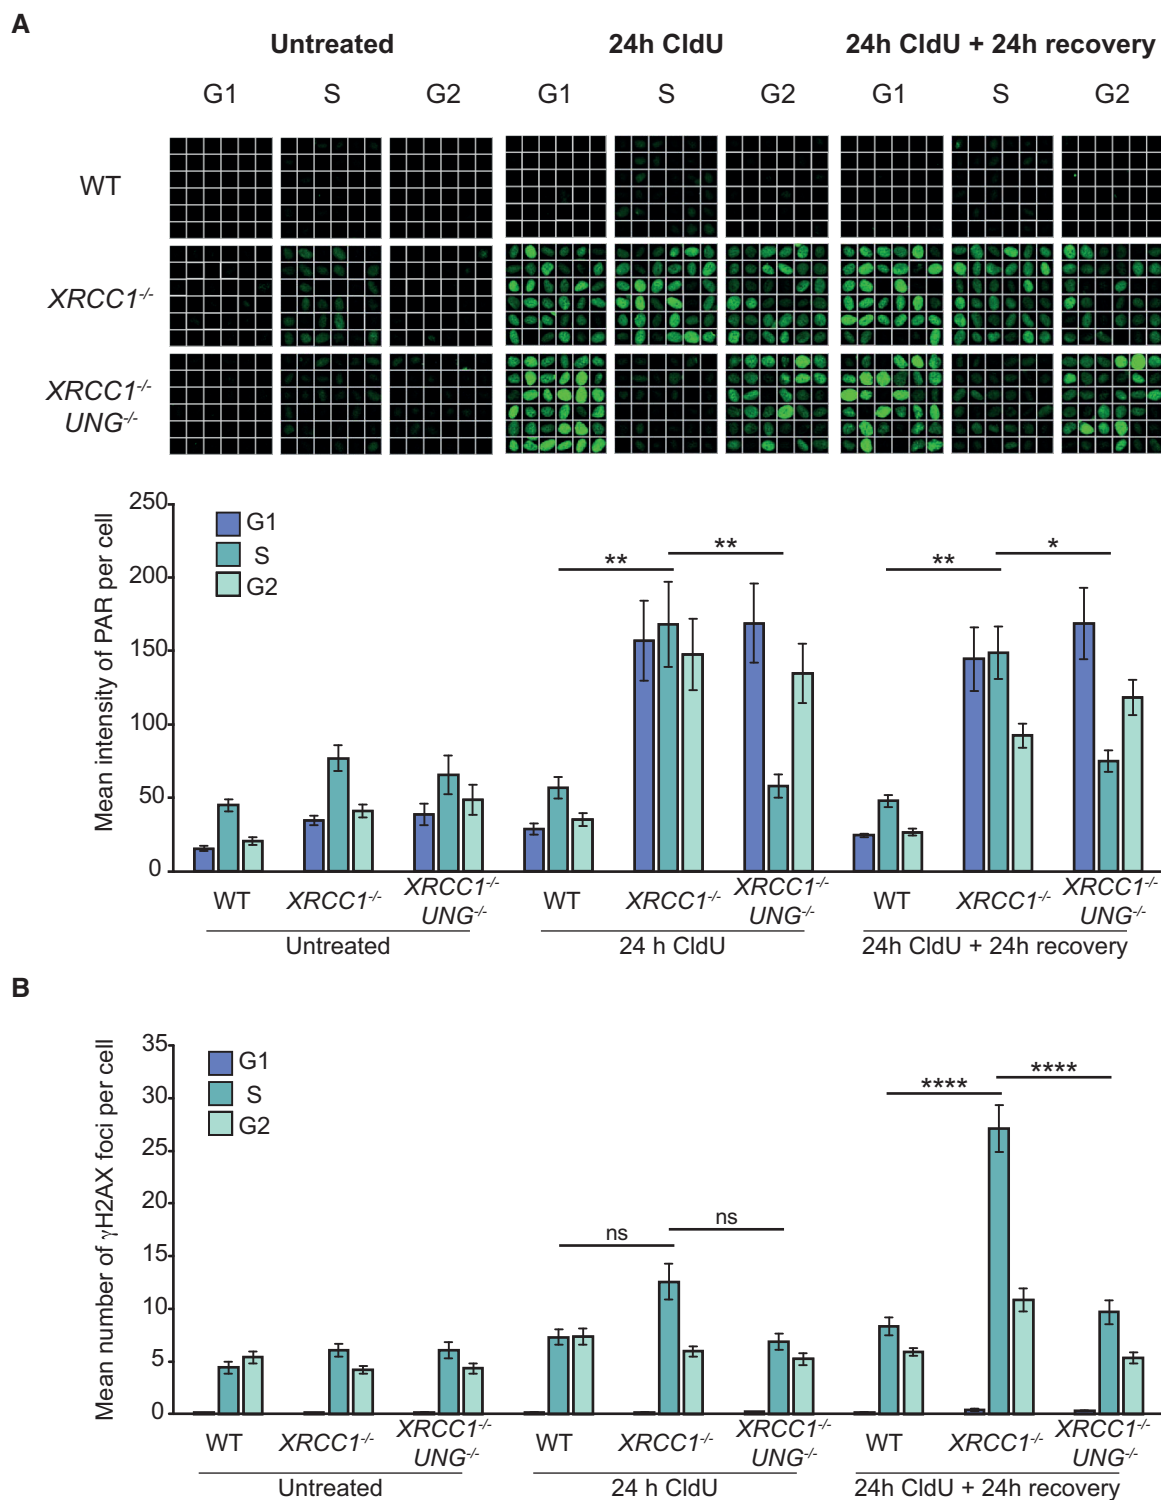 A
Untreated 24h CldU 24h CldU + 24h recovery
G1 S G2 G1 S G2 G1 S G2
WT
XRCC1-/-
XRCC1-/-
UNG-/-
Mean intensity of PAR per cell
250
200
150
100
50
0
G1
S
G2
** ** ** *
WT XRCC1-/- XRCC1-/- UNG-/- WT XRCC1-/- XRCC1-/- UNG-/- WT XRCC1-/- XRCC1-/- UNG-/-
Untreated 24 h CldU 24h CldU + 24h recovery
B
Mean number of γH2AX foci per cell
35
30
25
20
15
10
5
0
G1
S
G2
ns ns **** ****
WT XRCC1-/- XRCC1-/- UNG-/- WT XRCC1-/- XRCC1-/- UNG-/- WT XRCC1-/- XRCC1-/- UNG-/-
Untreated 24 h CldU 24h CldU + 24h recovery